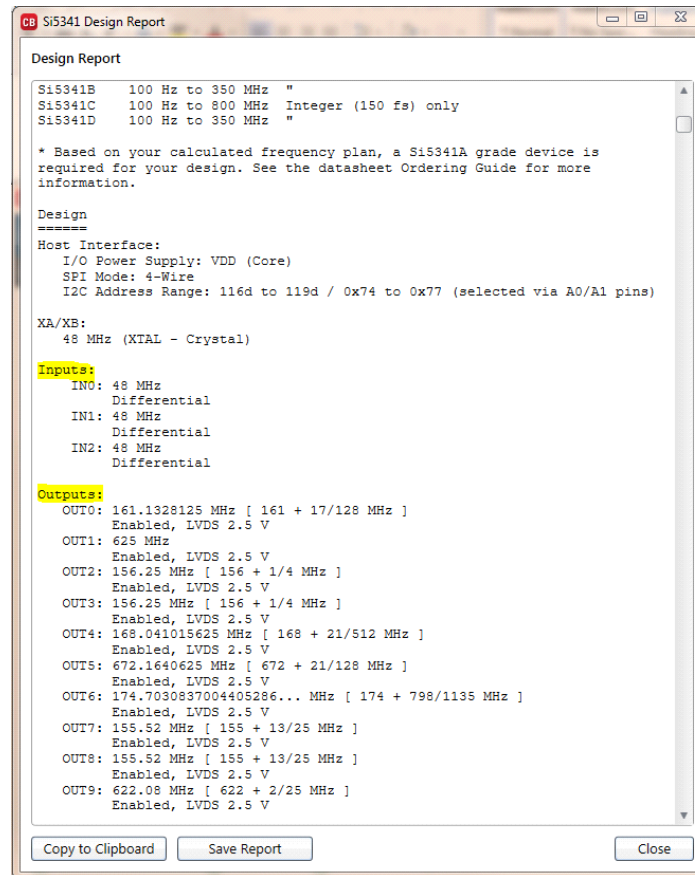 CB Si5341 Design Report
Design Report
Si5341B 100 Hz to 350 MHz "
Si5341C 100 Hz to 800 MHz Integer (150 fs) only
Si5341D 100 Hz to 350 MHz "
* Based on your calculated frequency plan, a Si5341A grade device is
required for your design. See the datasheet Ordering Guide for more
information.
Design
======
Host Interface:
I/O Power Supply: VDD (Core)
SPI Mode: 4-Wire
I2C Address Range: 116d to 119d / 0x74 to 0x77 (selected via A0/A1 pins)
XA/XB:
48 MHz (XTAL - Crystal)
Inputs:
IN0: 48 MHz
Differential
IN1: 48 MHz
Differential
IN2: 48 MHz
Differential
Outputs:
OUT0: 161.1328125 MHz [ 161 + 17/128 MHz ]
Enabled, LVDS 2.5 V
OUT1: 625 MHz
Enabled, LVDS 2.5 V
OUT2: 156.25 MHz [ 156 + 1/4 MHz ]
Enabled, LVDS 2.5 V
OUT3: 156.25 MHz [ 156 + 1/4 MHz ]
Enabled, LVDS 2.5 V
OUT4: 168.041015625 MHz [ 168 + 21/512 MHz ]
Enabled, LVDS 2.5 V
OUT5: 672.1640625 MHz [ 672 + 21/128 MHz ]
Enabled, LVDS 2.5 V
OUT6: 174.7030837004405286... MHz [ 174 + 798/1135 MHz ]
Enabled, LVDS 2.5 V
OUT7: 155.52 MHz [ 155 + 13/25 MHz ]
Enabled, LVDS 2.5 V
OUT8: 155.52 MHz [ 155 + 13/25 MHz ]
Enabled, LVDS 2.5 V
OUT9: 622.08 MHz [ 622 + 2/25 MHz ]
Enabled, LVDS 2.5 V
Copy to Clipboard Save Report Close